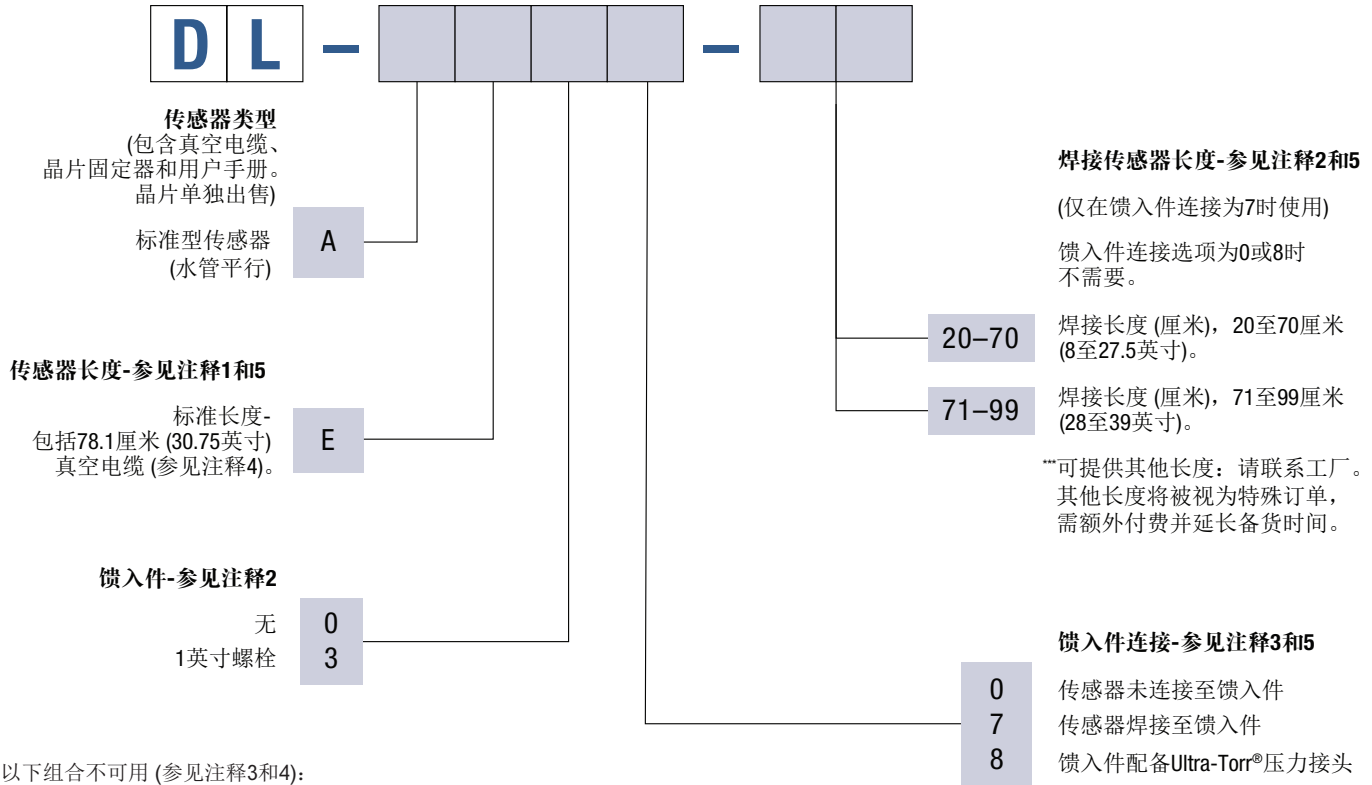 DL –  –
传感器类型
(包含真空电缆、
晶片固定器和用户手册。
晶片单独出售)
标准型传感器
(水管平行)
A
传感器长度-参见注释1和5
标准长度-
包括78.1厘米 (30.75英寸)
真空电缆 (参见注释4)。
E
馈入件-参见注释2
无 0
1英寸螺栓 3
以下组合不可用 (参见注释3和4)：
焊接传感器长度-参见注释2和5
(仅在馈入件连接为7时使用)
馈入件连接选项为0或8时
不需要。
20–70
焊接长度 (厘米)，20至70厘米
(8至27.5英寸)。
71–99
焊接长度 (厘米)，71至99厘米
(28至39英寸)。
***可提供其他长度：请联系工厂。
其他长度将被视为特殊订单，
需额外付费并延长备货时间。
馈入件连接-参见注释3和5
0 传感器未连接至馈入件
7 传感器焊接至馈入件
8 馈入件配备Ultra-Torr®压力接头